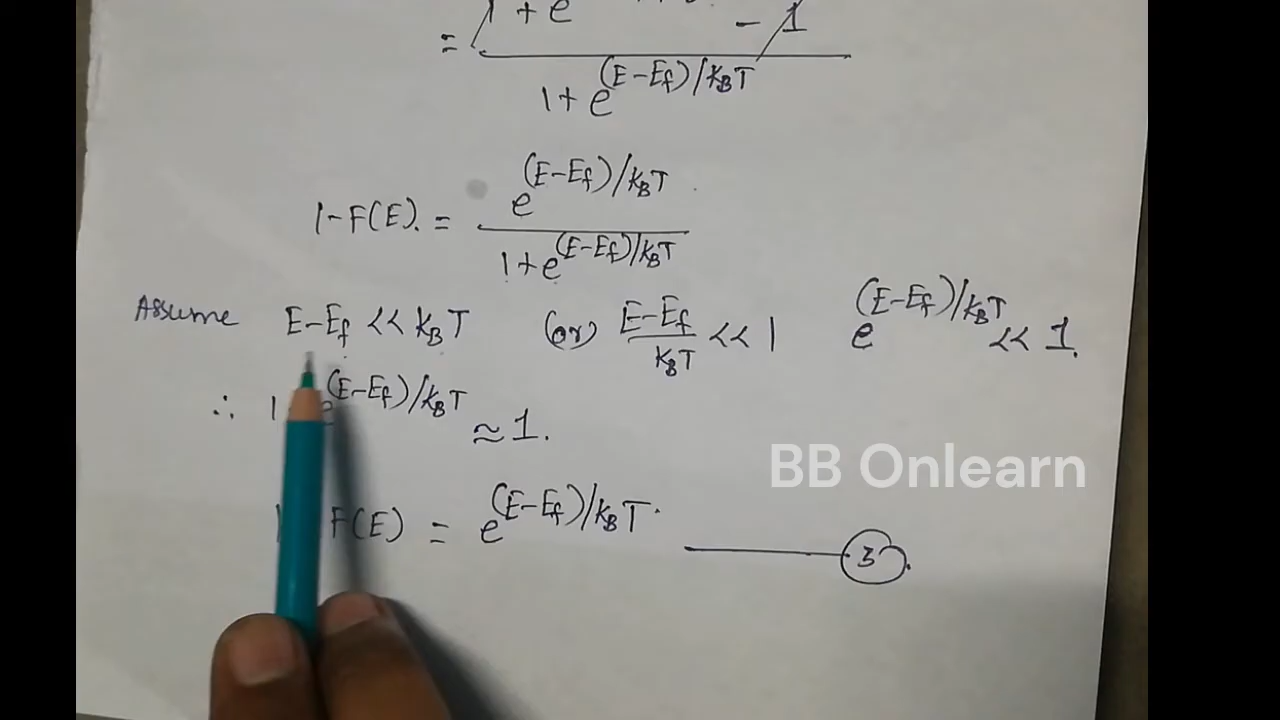 1 + e - 1
= 1 + e^(E-Ef)/KBT
1-F(E). = e^(E-Ef)/KBT / 1+e^(E-Ef)/KBT
Assume E-Ef << KBT (or) E-Ef/KBT << 1 e^(E-Ef)/KBT << 1.
∴ 1 e^(E-Ef)/KBT ≈ 1.
BB Onlearn
F(E) = e^(E-Ef)/KBT. 3.